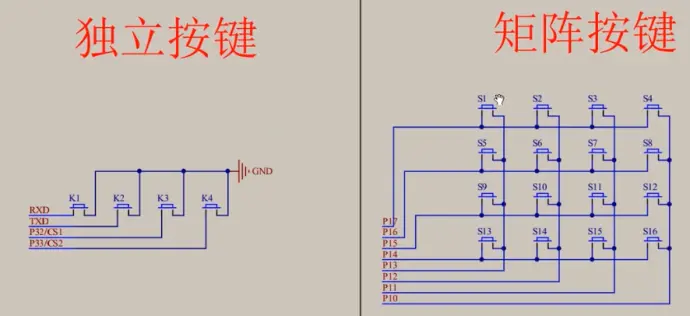 独立按键
K1 K2 K3 K4
GND
RXD
TXD
P32/CS1
P33/CS2
矩阵按键
S1 S2 S3 S4
S5 S6 S7 S8
S9 S10 S11 S12
S13 S14 S15 S16
P17
P16
P15
P14
P13
P12
P11
P10